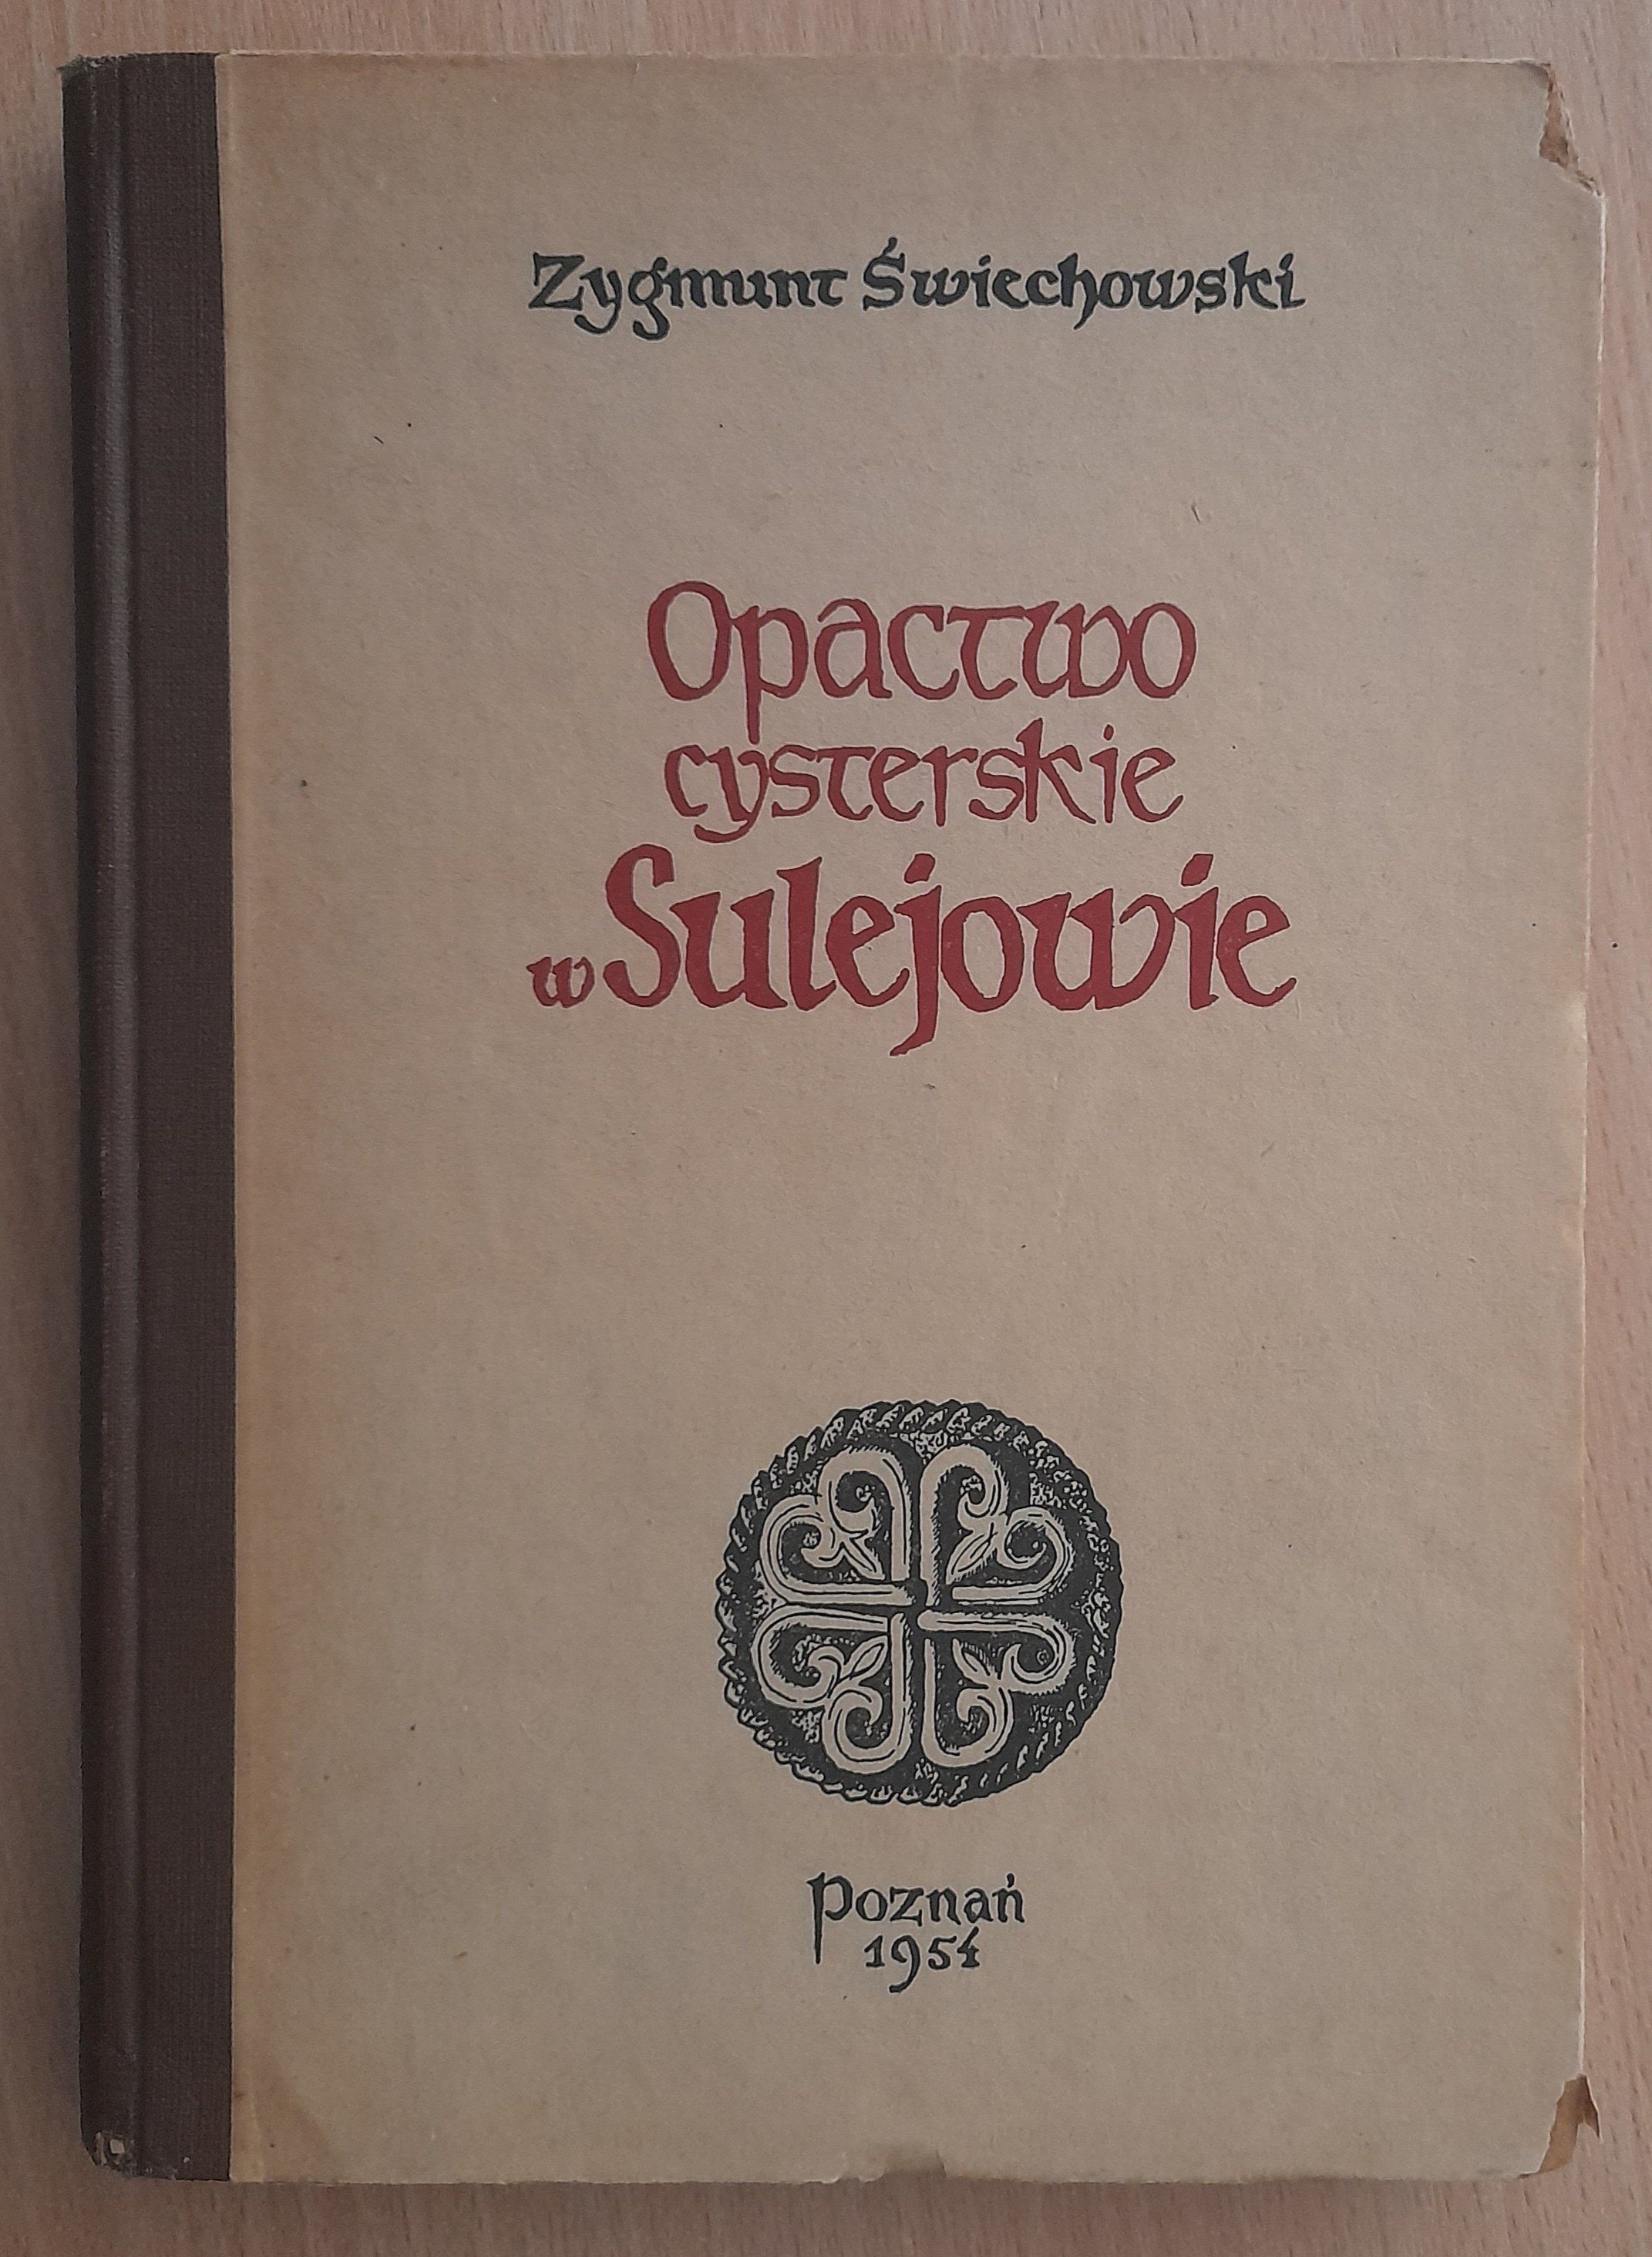 Zygmunt Świechowski
Opactwo
cysterskie
w Sulejowie
Poznań
1954